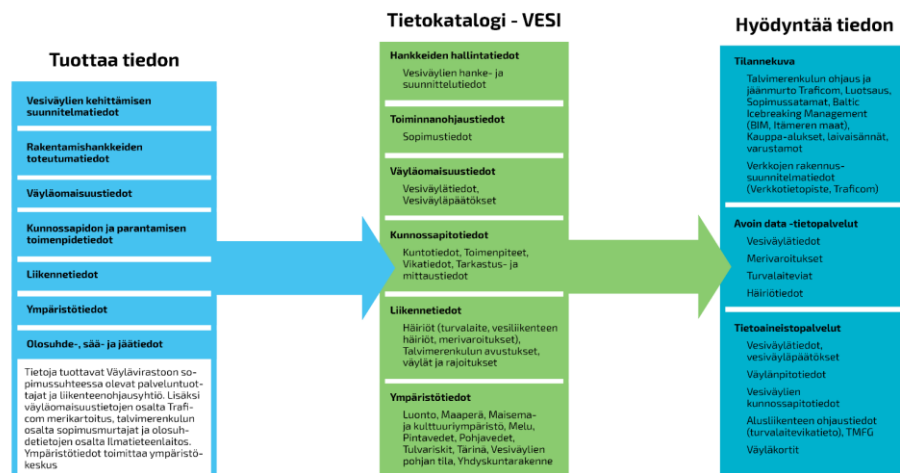 Tuottaa tiedon
Vesiväylien kehittämisen
suunnitelmatiedot
Rakentamishankkeiden
toteutumatiedot
Väyläomaisuustiedot
Kunnossapidon ja parantamisen
toimenpidetiedot
Liikennetiedot
Ympäristötiedot
Olosuhde-, sää- ja jäätiedot
Tietoja tuottavat Väylävirastoon so-
pimussuhteessa olevat palveluntuot-
tajat ja liikenteenohjausyhtiö. Lisäksi
väyläomaisuustietojen osalta Trafi-
com merikartoitus, talvimerenkulun
osalta sopimusmurtajat ja olosuh-
detietojen osalta Ilmatieteenlaitos.
Ympäristötiedot toimittaa ympäristö-
keskus
Tietokatalogi - VESI
Hankkeiden hallintatiedot
Vesiväylien hanke- ja
suunnittelutiedot
Toiminnanohjaustiedot
Sopimustiedot
Väyläomaisuustiedot
Vesiväylätiedot,
Vesiväyläpäätökset
Kunnossapitotiedot
Kuntotiedot, Toimenpiteet,
Vikatiedot, Tarkastus- ja
mittaustiedot
Liikennetiedot
Häiriöt (turvalaite, vesiliikenteen
häiriöt, merivaroitukset),
Talvimerenkulun avustukset,
väylät ja rajoitukset
Ympäristötiedot
Luonto, Maaperä, Maisema-
ja kulttuuriympäristö, Melu,
Pintavedet, Pohjavedet,
Tulvariskit, Tärinä, Vesiväylien
pohjan tila, Yhdyskuntarakenne
Hyödyntää tiedon
Tilannekuva
Talvimerenkulun ohjaus ja
jäänmurto Traficom, Luotsaus,
Sopimussatamat, Baltic
Icebreaking Management
(BIM, Itämeren maat),
Kauppa-alukset, laivaisännät,
varustamot
Verkkojen rakennus-
suunnitelmatiedot
(Verkkotietopiste, Traficom)
Avoin data -tietopalvelut
Vesiväylätiedot
Merivaroitukset
Turvalaiteviat
Häiriötiedot
Tietoaineistopalvelut
Vesiväylätiedot,
vesiväyläpäätökset
Väylänpitotiedot
Vesiväylien
kunnossapitotiedot
Alusliikenteen ohjaustiedot
(turvalaitevikatieto), TMFG
Väyläkortit